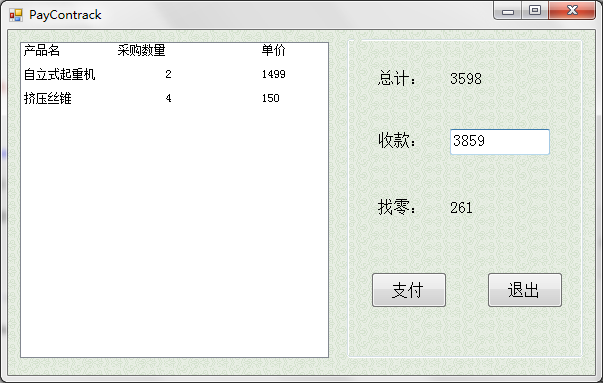 PayContrack
产品名 采购数量 单价
自立式起重机 2 1499
挤压丝锥 4 150
总计： 3598
收款： 3859
找零： 261
支付 退出